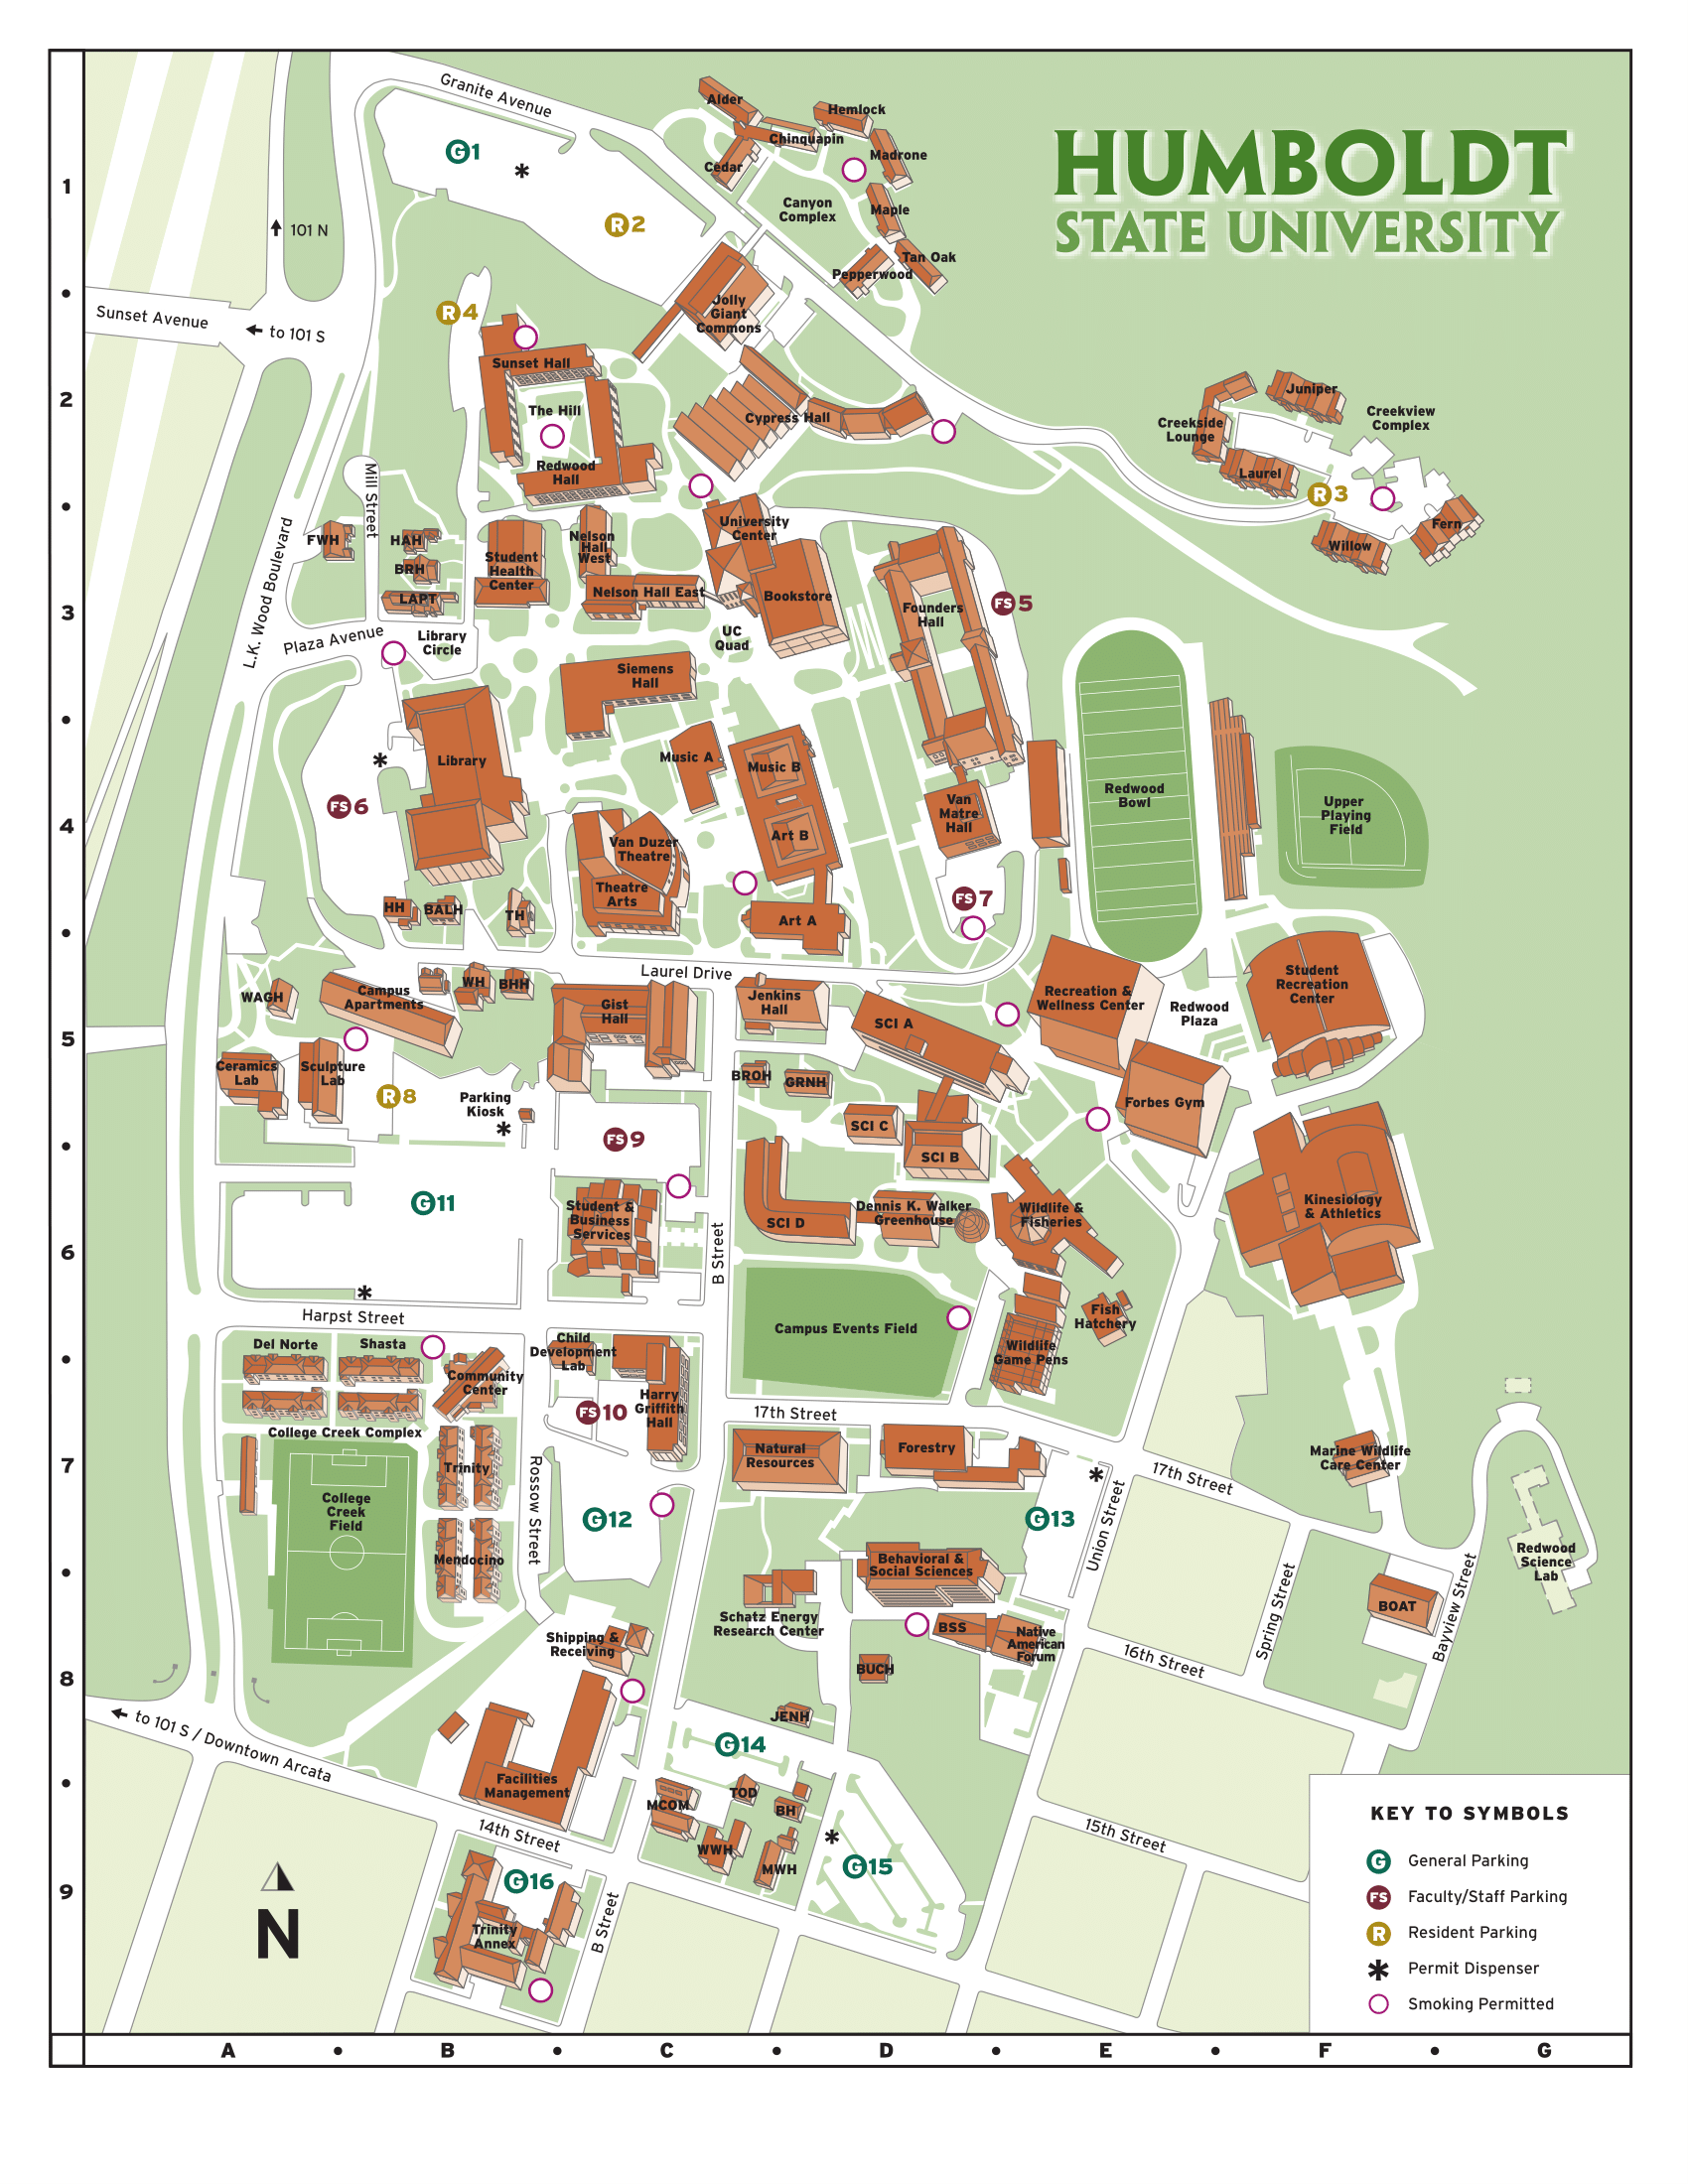 HUMBOLDT
STATE UNIVERSITY
Granite Avenue
G1
*
R2
Alder
Hemlock
Chinquapin
Cedar
Madrone
Canyon
Complex
Maple
Tan Oak
Pepperwood
1
101 N
Sunset Avenue
to 101 S
R4
Jolly
Giant
Commons
Sunset Hall
The Hill
Redwood
Hall
Cypress Hall
2
Juniper
Creekview
Complex
Creekside
Lounge
Laurel
R3
Fern
Willow
Mill Street
L.K. Wood Boulevard
FWH
HAH
BRH
LAPT
Student
Health
Center
Nelson
Hall
West
Nelson Hall East
University
Center
Bookstore
Founders
Hall
FS5
3
Plaza Avenue
Library
Circle
UC
Quad
Siemens
Hall
*
Library
Music A
Music B
FS6
Van Duzer
Theatre
Art B
Van
Matre
Hall
Redwood
Bowl
Upper
Playing
Field
4
Theatre
Arts
HH
BALH
TH
Art A
FS7
Laurel Drive
WAGH
Campus
Apartments
WH
BHH
Gist
Hall
Jenkins
Hall
SCI A
Recreation &
Wellness Center
Redwood
Plaza
Student
Recreation
Center
5
Ceramics
Lab
Sculpture
Lab
R8
Parking
Kiosk
*
BROH
GRNH
Forbes Gym
FS9
SCI C
SCI B
G11
Student &
Business
Services
SCI D
Dennis K. Walker
Greenhouse
Wildlife &
Fisheries
Kinesiology
& Athletics
6
B Street
*
Harpst Street
Del Norte
Shasta
Community
Center
Child
Development
Lab
Harry
Griffith
Hall
Campus Events Field
Fish
Hatchery
Wildlife
Game Pens
FS10
College Creek Complex
17th Street
Natural
Resources
Forestry
*
Marine Wildlife
Care Center
7
Trinity
College
Creek
Field
Rossow Street
G12
G13
Union Street
17th Street
Mendocino
Behavioral &
Social Sciences
Spring Street
Redwood
Science
Lab
BOAT
Bayview Street
Schatz Energy
Research Center
Shipping &
Receiving
BSS
Native
American
Forum
16th Street
BUCH
8
to 101 S / Downtown Arcata
JENH
G14
Facilities
Management
MCOM
TOD
BH
14th Street
WWH
MWH
*
G15
15th Street
G16
9
N
Trinity
Annex
B Street
KEY TO SYMBOLS
G General Parking
FS Faculty/Staff Parking
R Resident Parking
* Permit Dispenser
Smoking Permitted
A • B • C • D • E • F • G